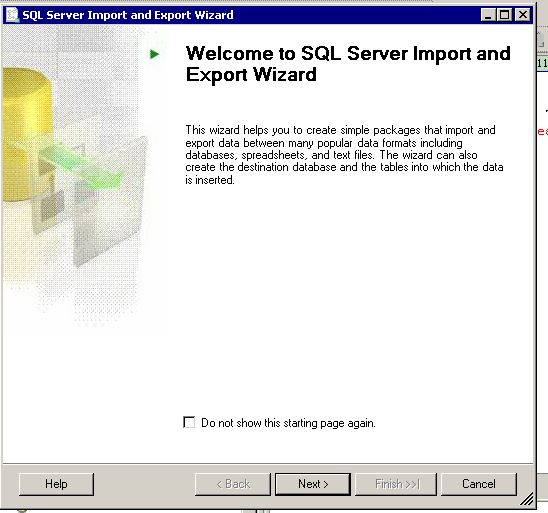 SQL Server Import and Export Wizard
Welcome to SQL Server Import and
Export Wizard
This wizard helps you to create simple packages that import and
export data between many popular data formats including
databases, spreadsheets, and text files. The wizard can also
create the destination database and the tables into which the data
is inserted.
Do not show this starting page again.
Help
< Back
Next >
Finish >>|
Cancel